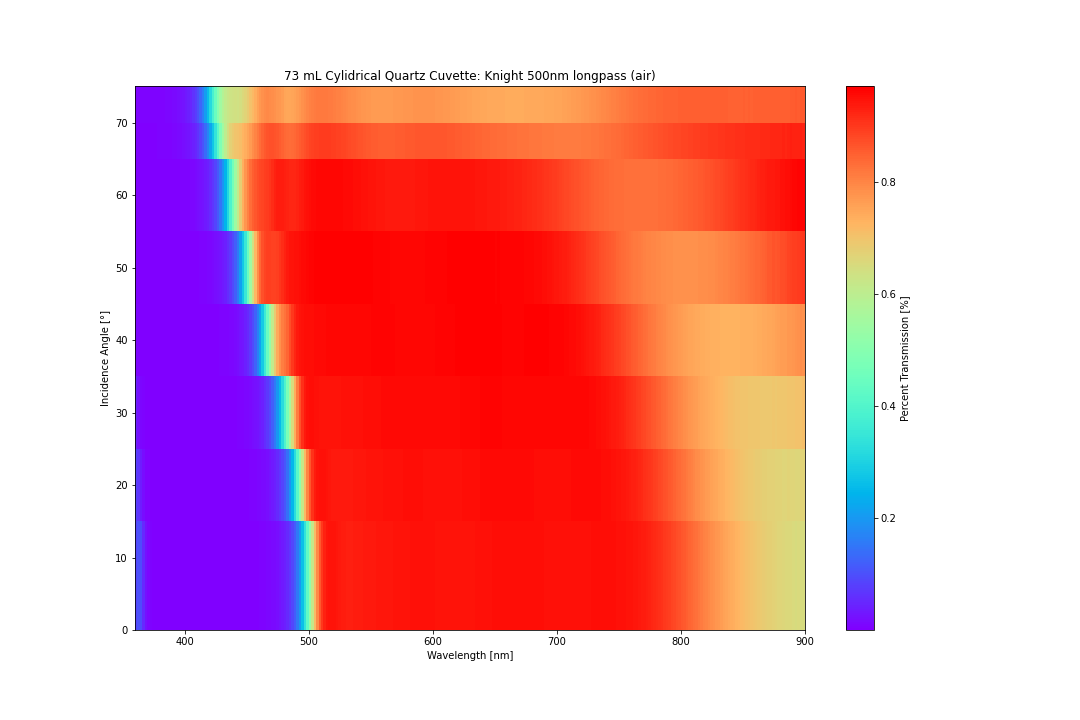 73 mL Cylidrical Quartz Cuvette: Knight 500nm longpass (air)
70
60
50
40
30
20
10
0
Incidence Angle [°]
400 500 600 700 800 900
Wavelength [nm]
0.8
0.6
0.4
0.2
Percent Transmission [%]